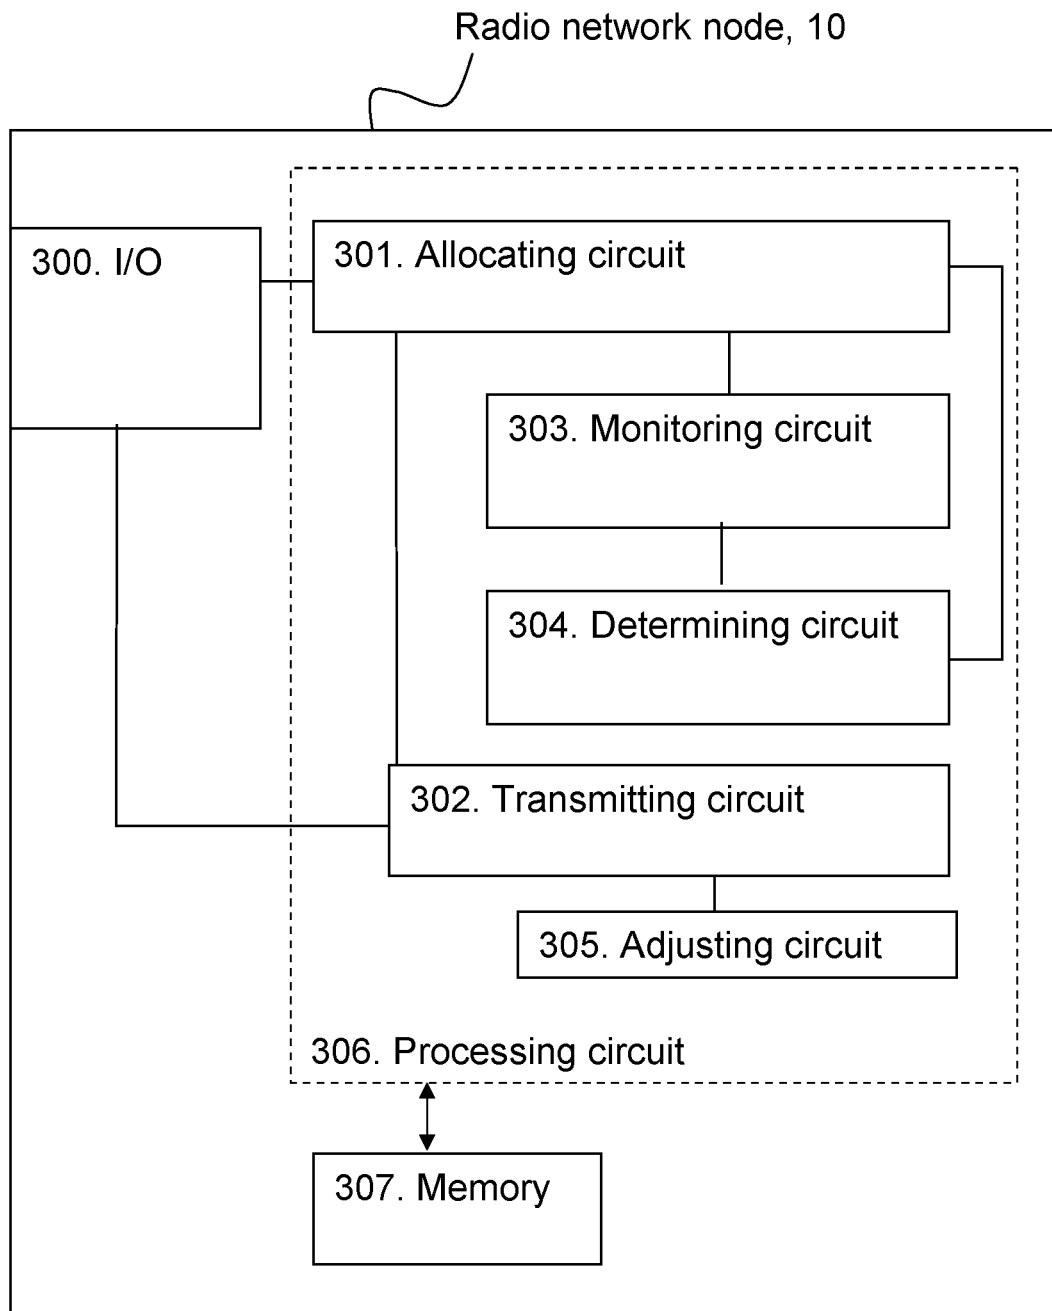 Radio network node, 10
300. I/O
301. Allocating circuit
303. Monitoring circuit
304. Determining circuit
302. Transmitting circuit
305. Adjusting circuit
306. Processing circuit
307. Memory